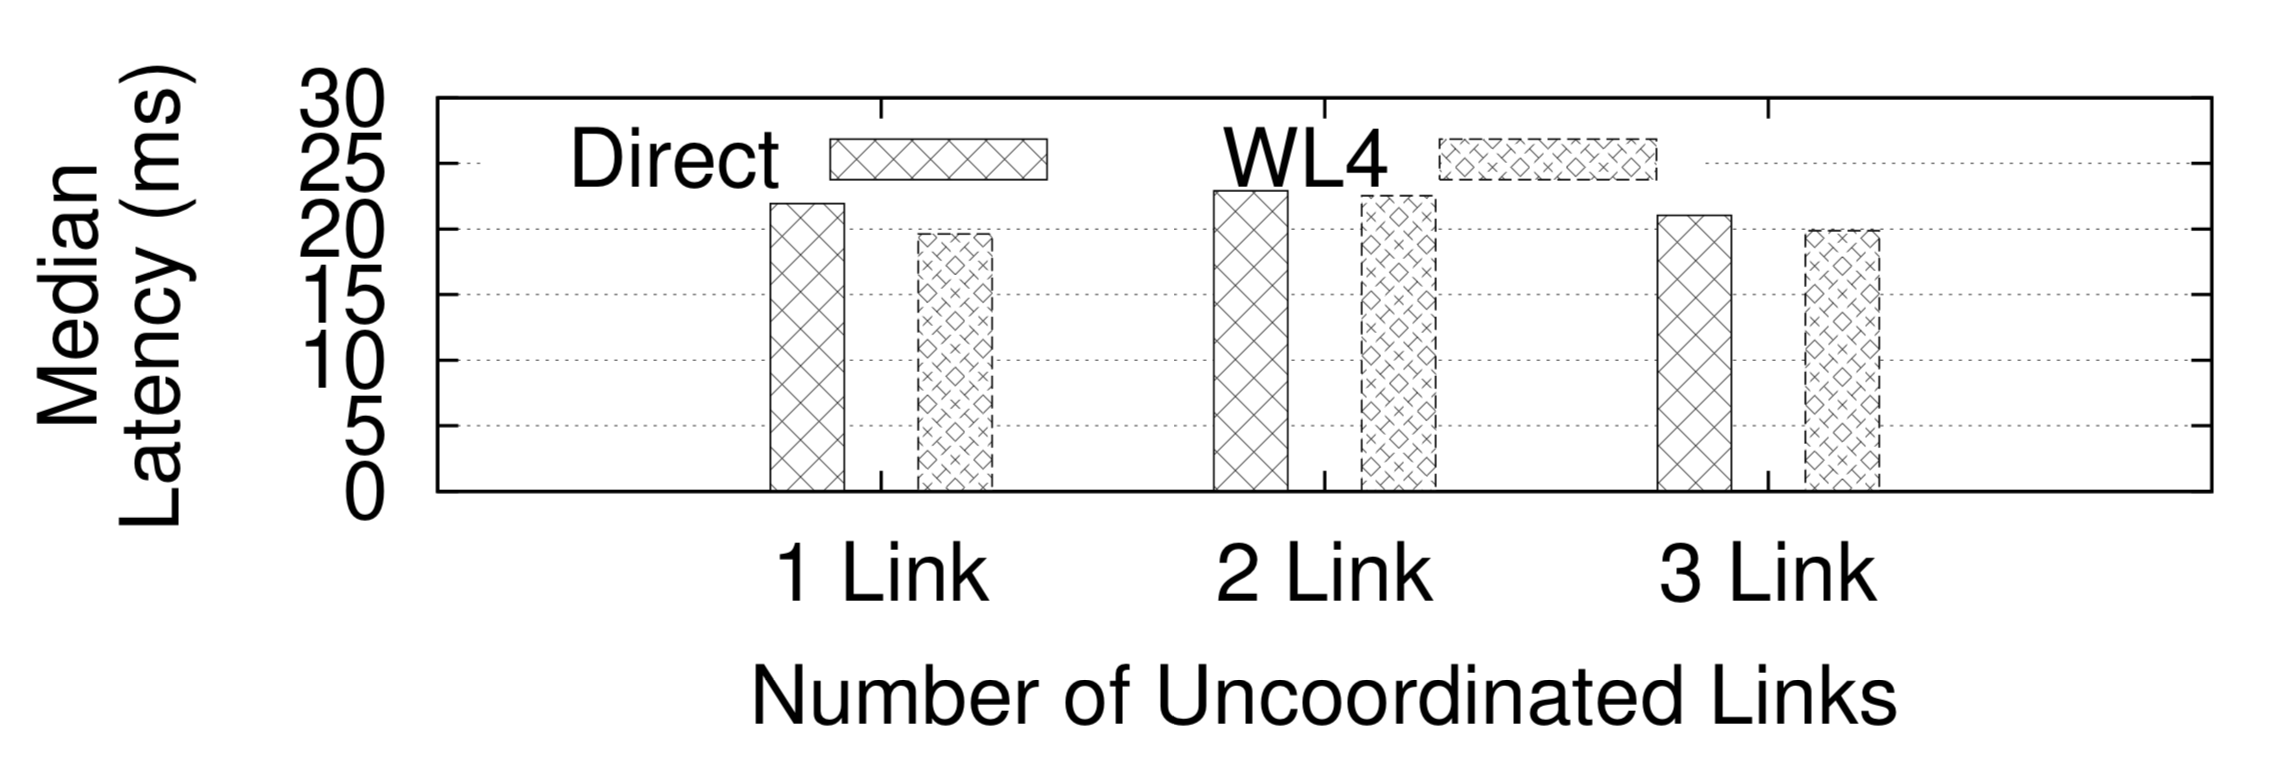 Median
Latency (ms)
30
25
20
15
10
5
0
Direct
WL4
1 Link
2 Link
3 Link
Number of Uncoordinated Links